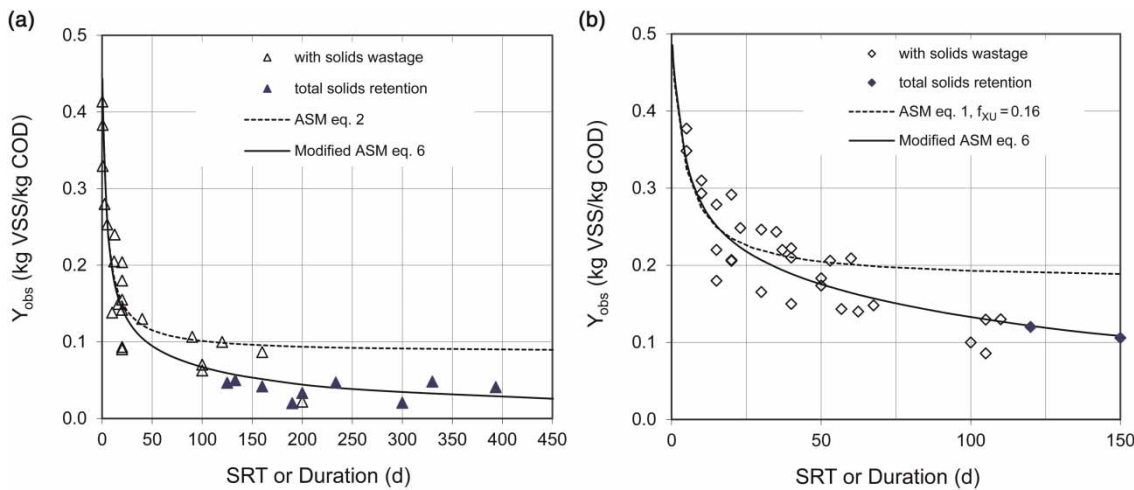 (a)
0.5
0.4
0.3
0.2
0.1
0.0
Y_obs (kg VSS/kg COD)
with solids wastage
total solids retention
ASM eq. 2
Modified ASM eq. 6
0 50 100 150 200 250 300 350 400 450
SRT or Duration (d)
(b)
0.5
0.4
0.3
0.2
0.1
0.0
Y_obs (kg VSS/kg COD)
with solids wastage
total solids retention
ASM eq. 1, f_XU = 0.16
Modified ASM eq. 6
0 50 100 150
SRT or Duration (d)